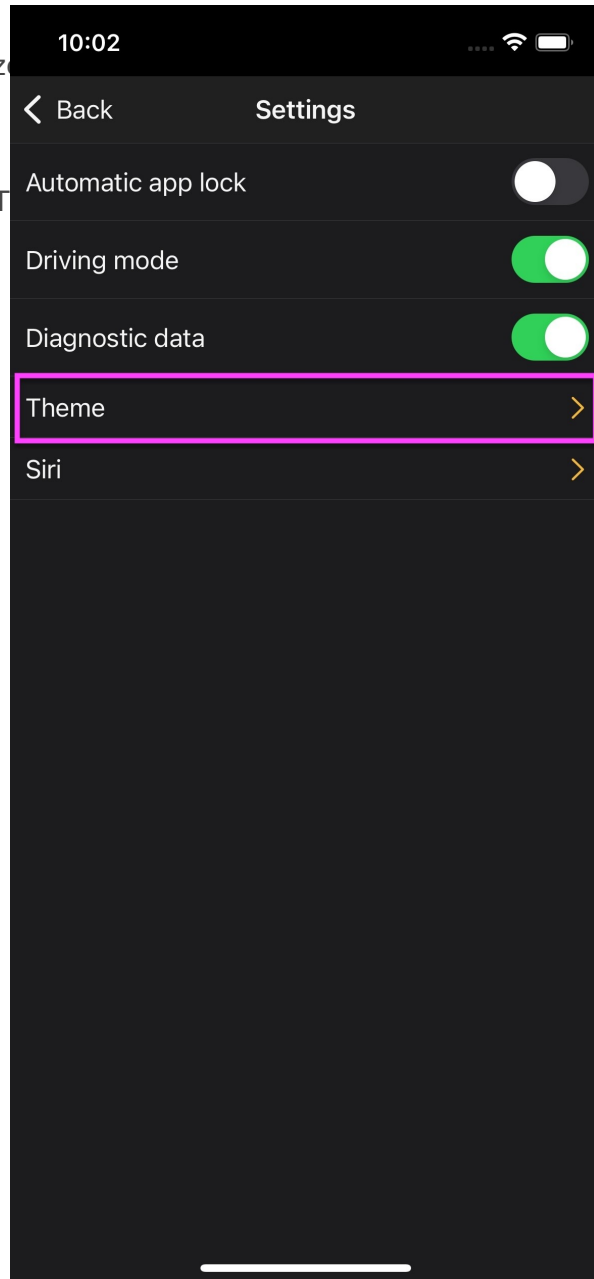 10:02
Back Settings
Automatic app lock
Driving mode
Diagnostic data
Theme
Siri